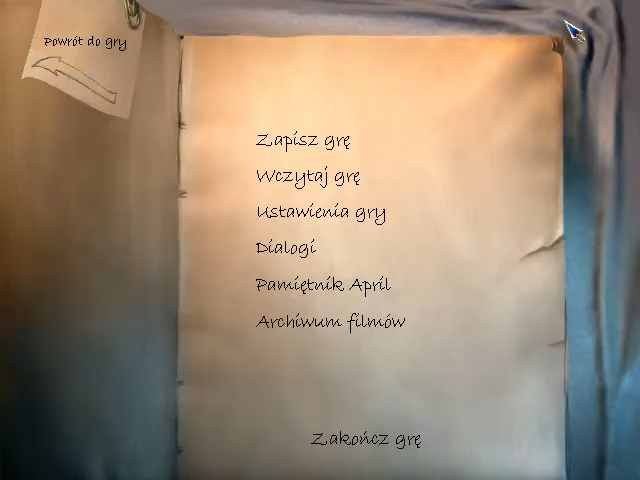 Powrót do gry
Zapisz grę
Wczytaj grę
Ustawienia gry
Dialogi
Pamiętnik April
Archiwum filmów
Zakończ grę